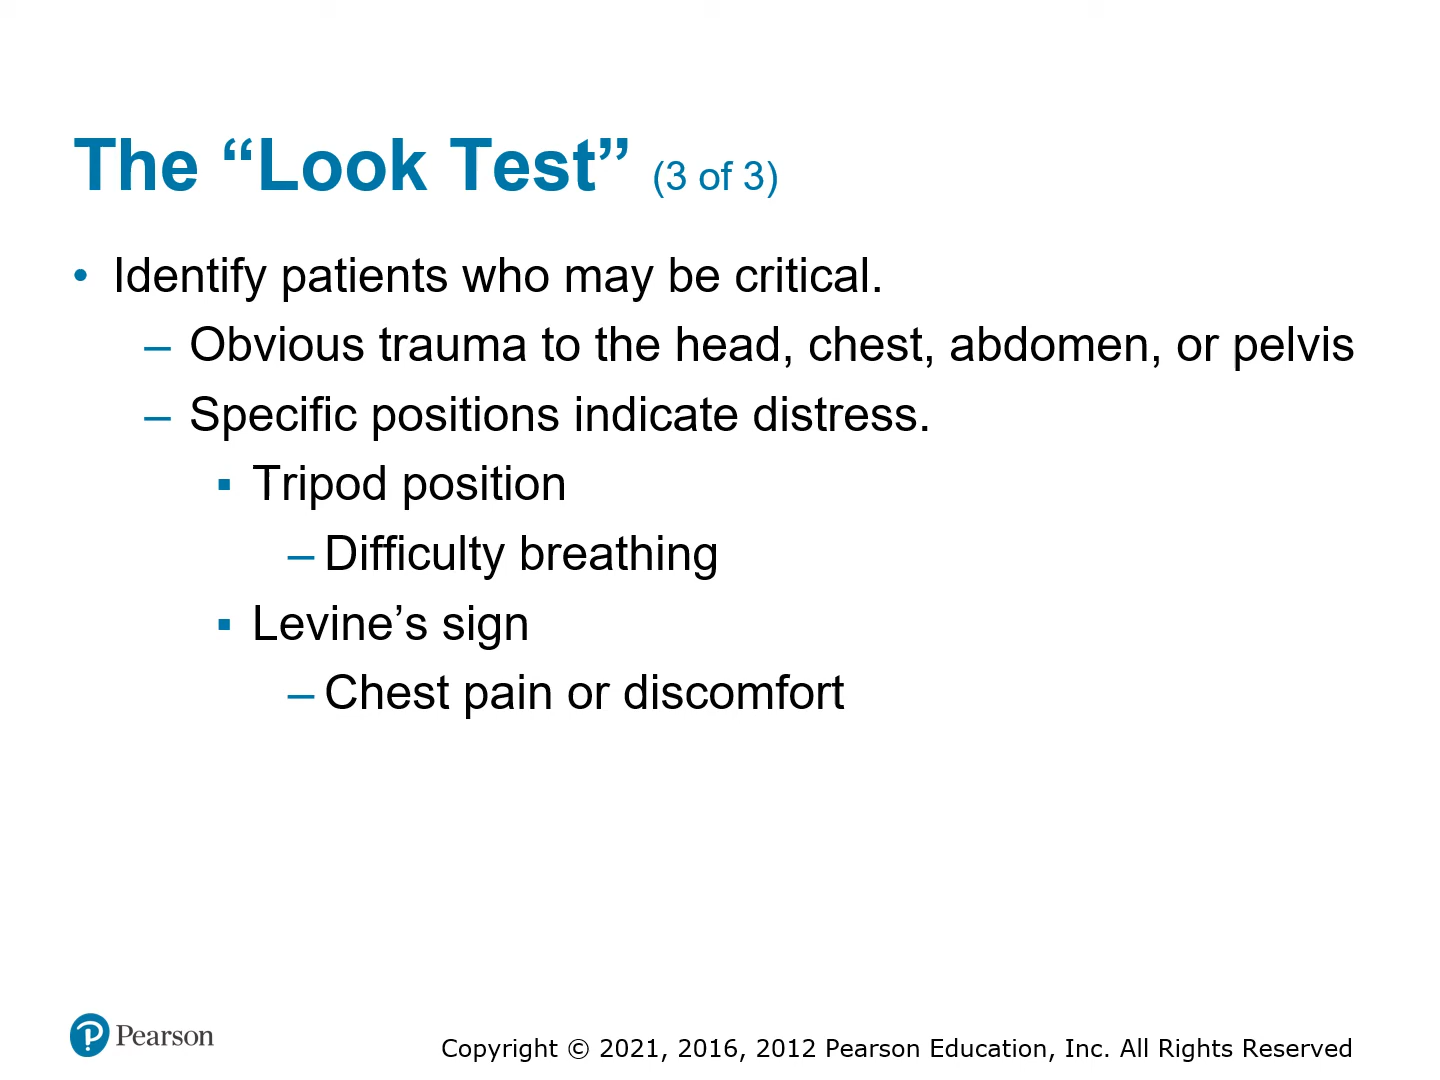 The “Look Test” (3 of 3)
• Identify patients who may be critical.
– Obvious trauma to the head, chest, abdomen, or pelvis
– Specific positions indicate distress.
▪ Tripod position
– Difficulty breathing
▪ Levine’s sign
– Chest pain or discomfort
Pearson
Copyright © 2021, 2016, 2012 Pearson Education, Inc. All Rights Reserved